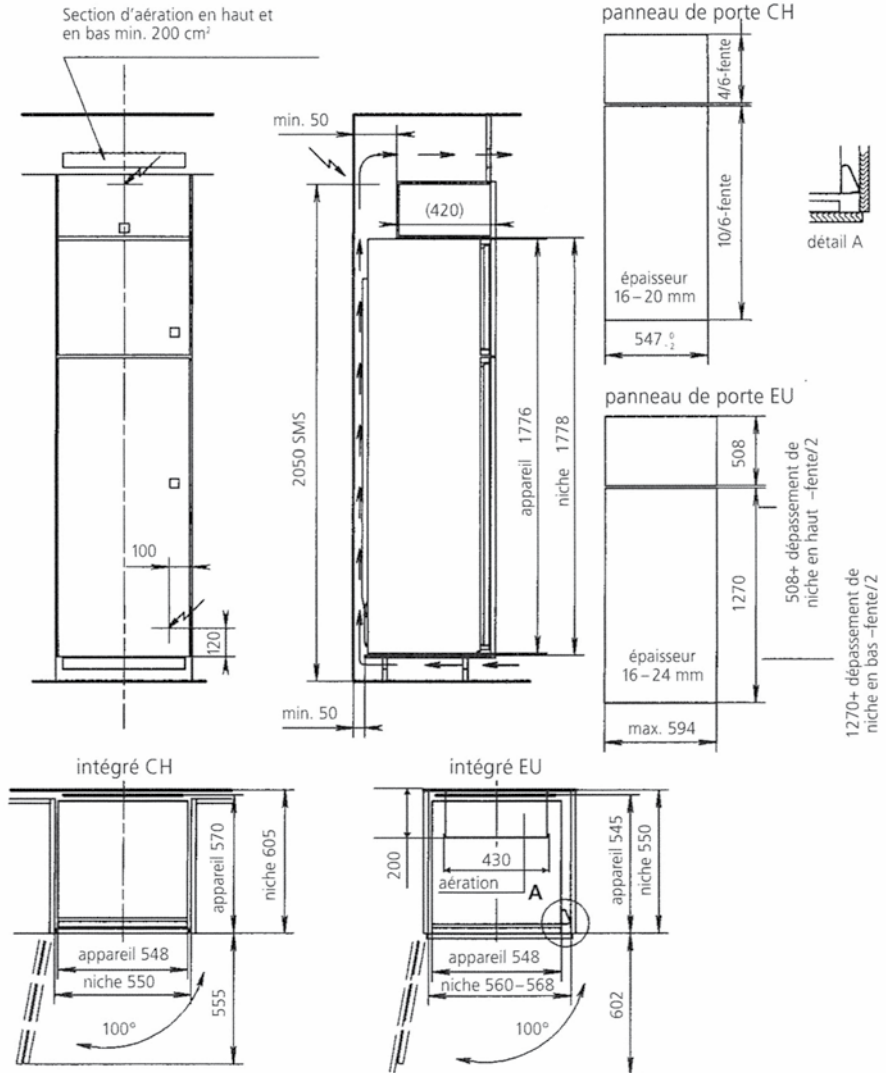 Section d'aération en haut et
en bas min. 200 cm²
min. 50
(420)
2050 SMS
appareil 1776
niche 1778
100
120
min. 50
panneau de porte CH
4/6-fente
10/6-fente
épaisseur
16–20 mm
547 0 -2
détail A
panneau de porte EU
508
1270
épaisseur
16–24 mm
max. 594
508+ dépassement de
niche en haut –fente/2
1270+ dépassement de
niche en bas –fente/2
intégré CH
appareil 570
niche 605
appareil 548
niche 550
555
100°
intégré EU
200
430
aération
A
appareil 545
niche 550
appareil 548
niche 560–568
602
100°